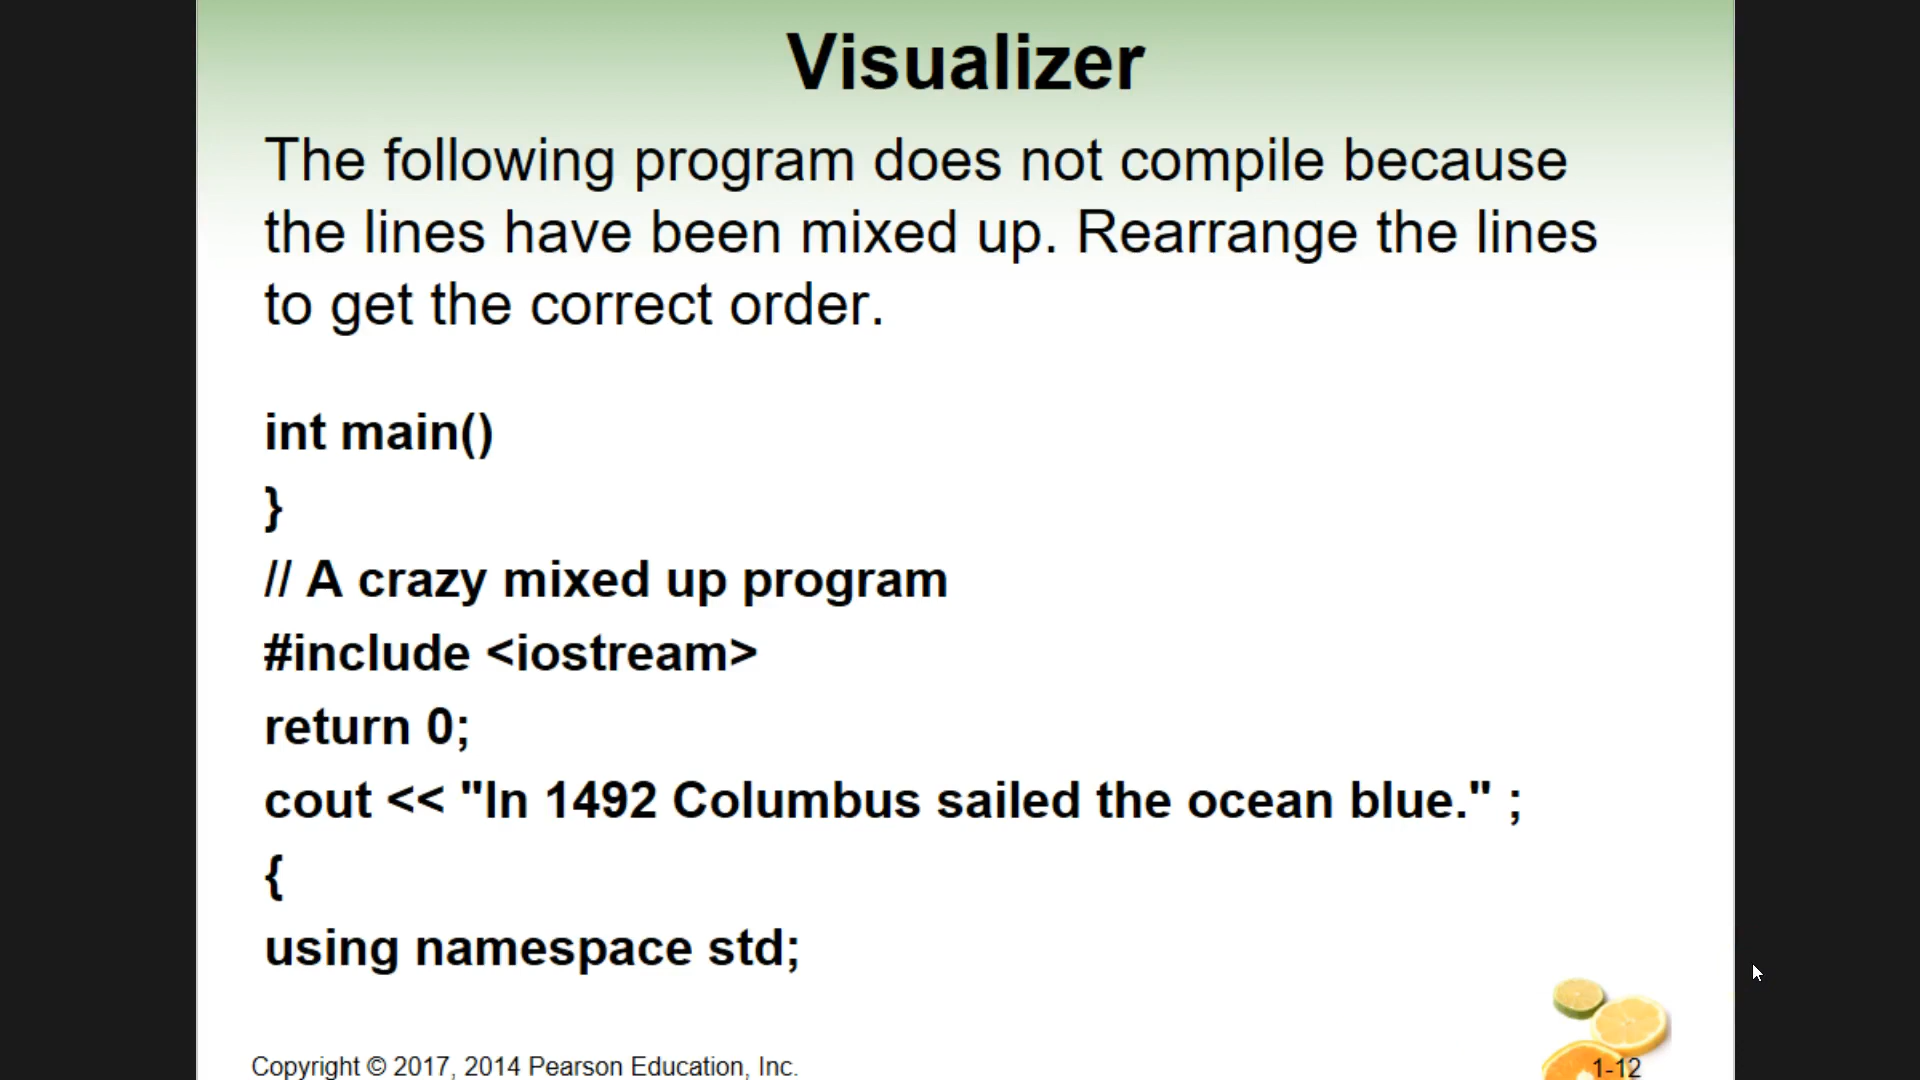 Visualizer
The following program does not compile because
the lines have been mixed up. Rearrange the lines
to get the correct order.
int main()
}
// A crazy mixed up program
#include <iostream>
return 0;
cout << "In 1492 Columbus sailed the ocean blue." ;
{
using namespace std;
Copyright © 2017, 2014 Pearson Education, Inc.
1-12